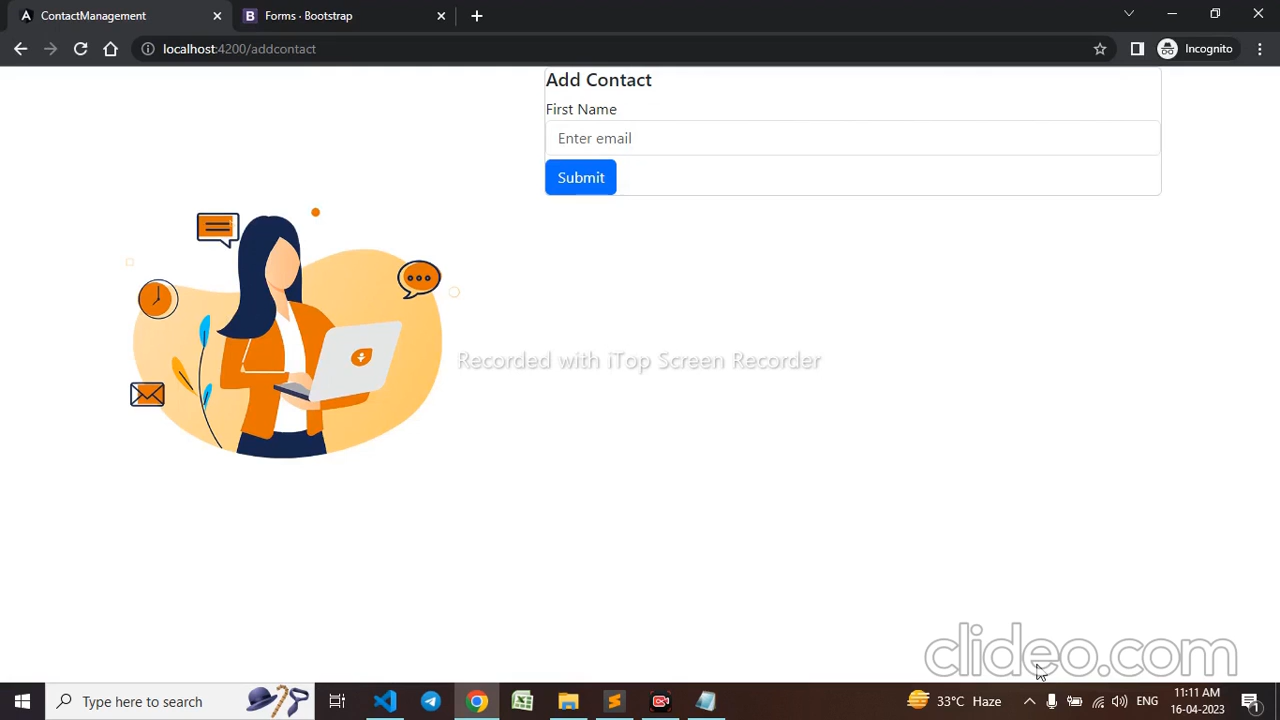 ContactManagement
Forms · Bootstrap
localhost:4200/addcontact
Incognito
Add Contact
First Name
Enter email
Submit
Recorded with iTop Screen Recorder
clideo.com
Type here to search
33°C Haze
ENG
11:11 AM
16-04-2023
1